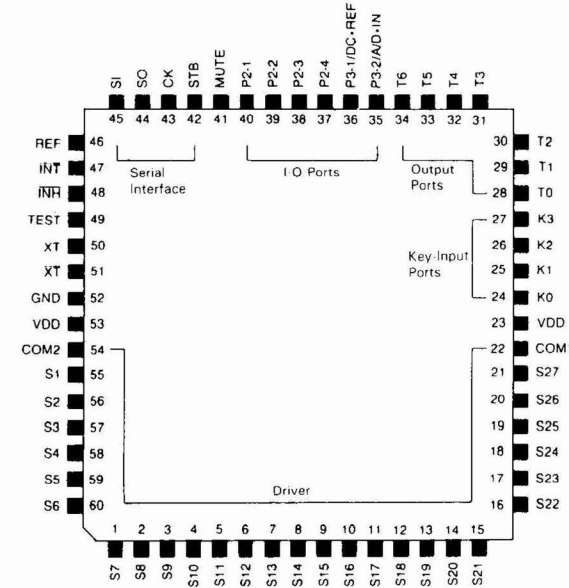 SI SO CK STB MUTE P2-1 P2-2 P2-3 P2-4 P3-1/DC•REF P3-2/A/D•IN T6 T5 T4 T3
45 44 43 42 41 40 39 38 37 36 35 34 33 32 31
REF 46
INT 47
INH 48
TEST 49
XT 50
XT 51
GND 52
VDD 53
COM2 54
S1 55
S2 56
S3 57
S4 58
S5 59
S6 60
Serial
Interface
I·O Ports
Output
Ports
Key-Input
Ports
Driver
30 T2
29 T1
28 T0
27 K3
26 K2
25 K1
24 K0
23 VDD
22 COM
21 S27
20 S26
19 S25
18 S24
17 S23
16 S22
1 2 3 4 5 6 7 8 9 10 11 12 13 14 15
S7 S8 S9 S10 S11 S12 S13 S14 S15 S16 S17 S18 S19 S20 S21